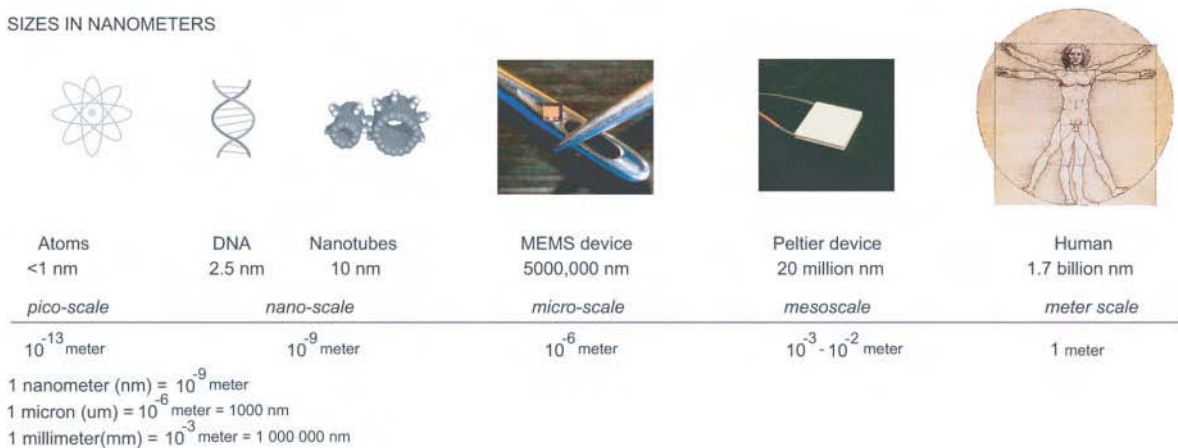 SIZES IN NANOMETERS
Atoms DNA Nanotubes MEMS device Peltier device Human
<1 nm 2.5 nm 10 nm 5000,000 nm 20 million nm 1.7 billion nm
pico-scale nano-scale micro-scale mesoscale meter scale
10⁻¹³ meter 10⁻⁹ meter 10⁻⁶ meter 10⁻³ - 10⁻² meter 1 meter
1 nanometer (nm) = 10⁻⁹ meter
1 micron (um) = 10⁻⁶ meter = 1000 nm
1 millimeter(mm) = 10⁻³ meter = 1 000 000 nm